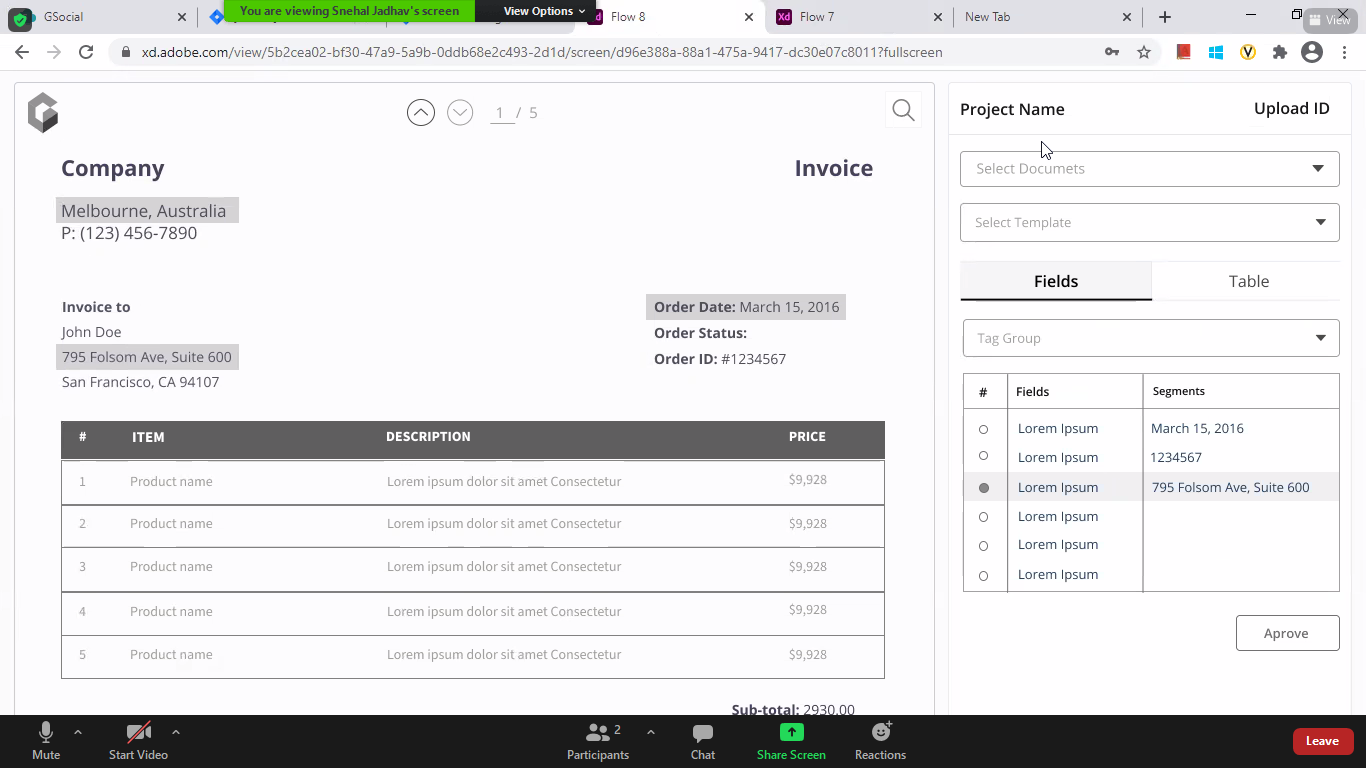 GSocial
You are viewing Snehal Jadhav's screen
View Options
Flow 8
Xd Flow 7
New Tab
View
xd.adobe.com/view/5b2cea02-bf30-47a9-5a9b-0ddb68e2c493-2d1d/screen/d96e388a-88a1-475a-9417-dc30e07c8011?fullscreen
1 / 5
Project Name Upload ID
Company Invoice
Select Documets
Melbourne, Australia
P: (123) 456-7890
Select Template
Fields Table
Invoice to
John Doe
795 Folsom Ave, Suite 600
San Francisco, CA 94107
Order Date: March 15, 2016
Order Status:
Order ID: #1234567
Tag Group
# Fields Segments
Lorem Ipsum March 15, 2016
Lorem Ipsum 1234567
Lorem Ipsum 795 Folsom Ave, Suite 600
Lorem Ipsum
Lorem Ipsum
Lorem Ipsum
Aprove
# ITEM DESCRIPTION PRICE
1 Product name Lorem ipsum dolor sit amet Consectetur $9,928
2 Product name Lorem ipsum dolor sit amet Consectetur $9,928
3 Product name Lorem ipsum dolor sit amet Consectetur $9,928
4 Product name Lorem ipsum dolor sit amet Consectetur $9,928
5 Product name Lorem ipsum dolor sit amet Consectetur $9,928
Sub-total: 2930.00
Mute
Start Video
2
Participants
Chat
Share Screen
Reactions
Leave